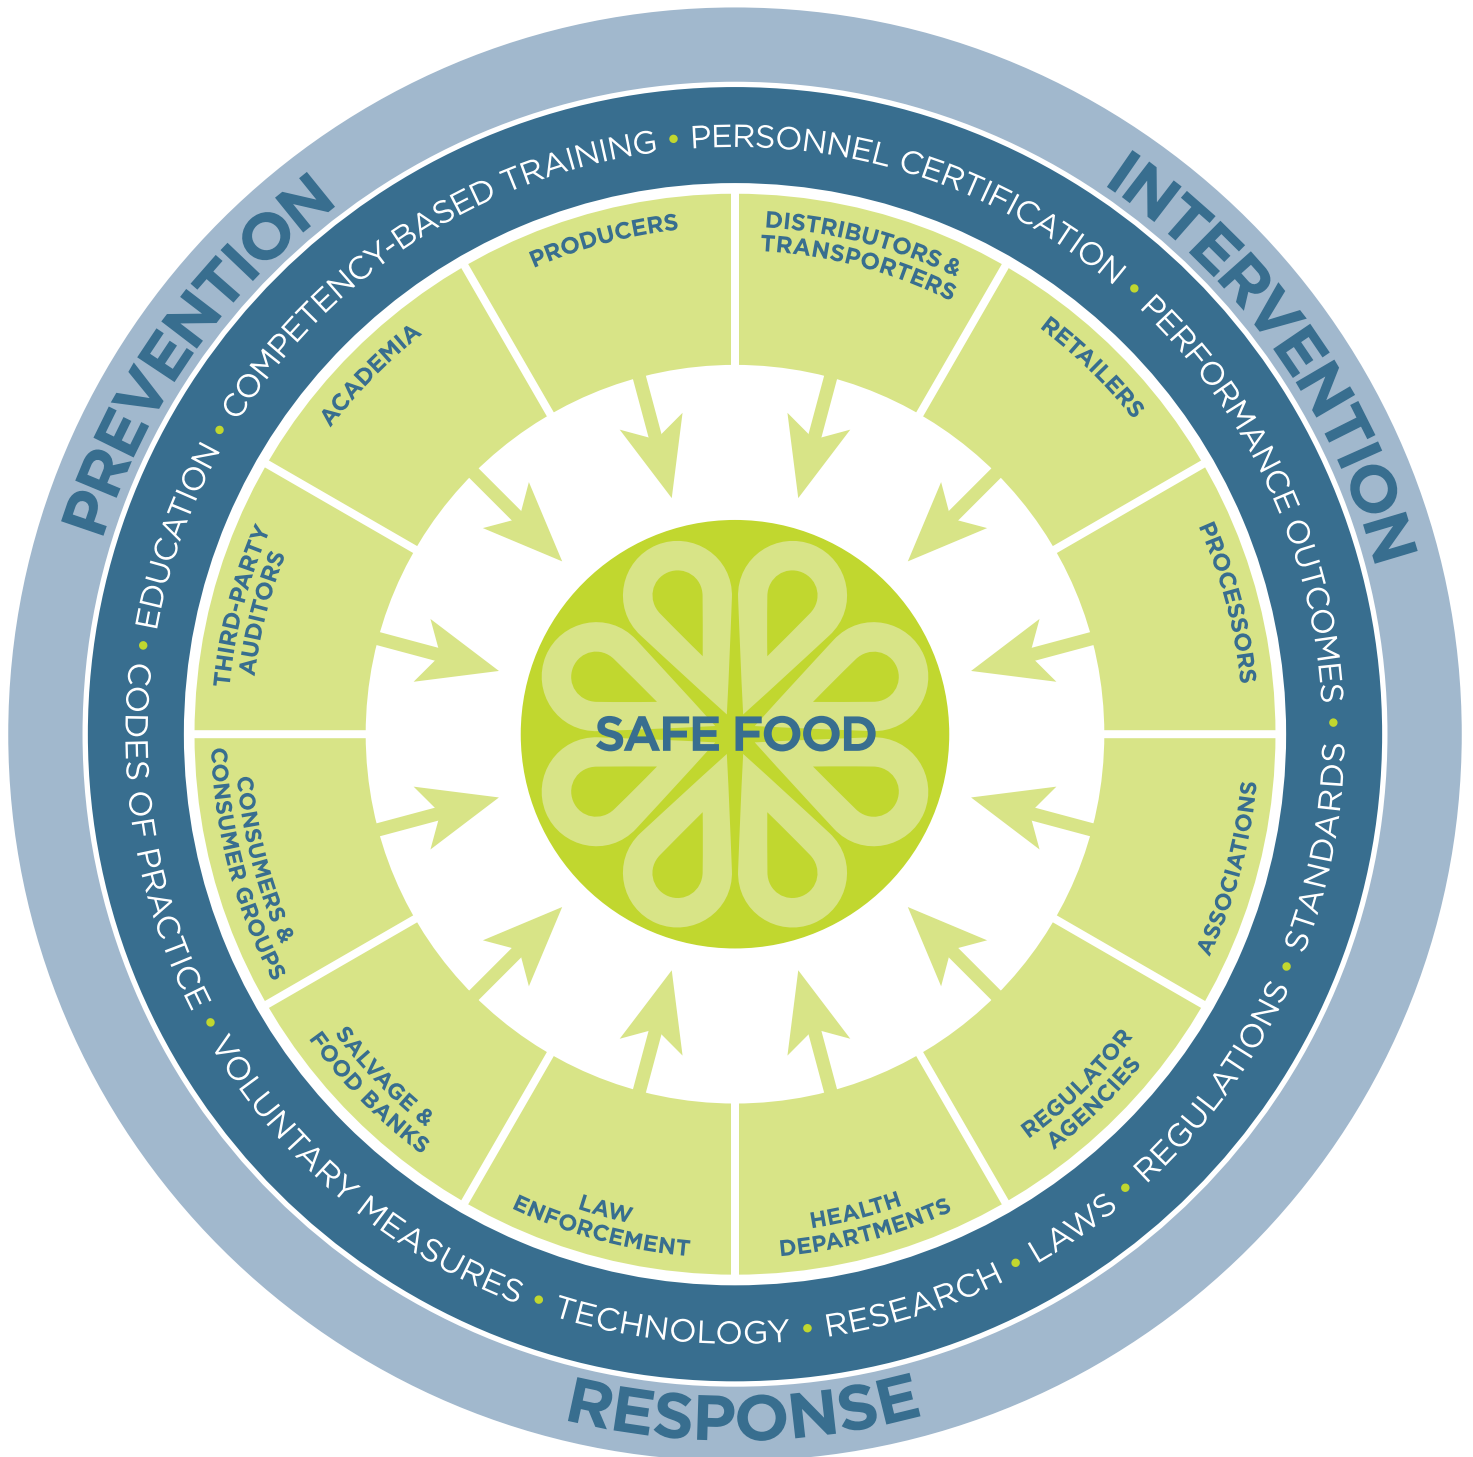 PREVENTION
INTERVENTION
RESPONSE
COMPETENCY-BASED TRAINING • PERSONNEL CERTIFICATION • PERFORMANCE OUTCOMES • STANDARDS • REGULATIONS • LAWS • RESEARCH • TECHNOLOGY • VOLUNTARY MEASURES • CODES OF PRACTICE • EDUCATION •
PRODUCERS
DISTRIBUTORS &
TRANSPORTERS
RETAILERS
PROCESSORS
ASSOCIATIONS
REGULATOR
AGENCIES
HEALTH
DEPARTMENTS
LAW
ENFORCEMENT
SALVAGE &
FOOD BANKS
CONSUMERS &
CONSUMER GROUPS
THIRD-PARTY
AUDITORS
ACADEMIA
SAFE FOOD